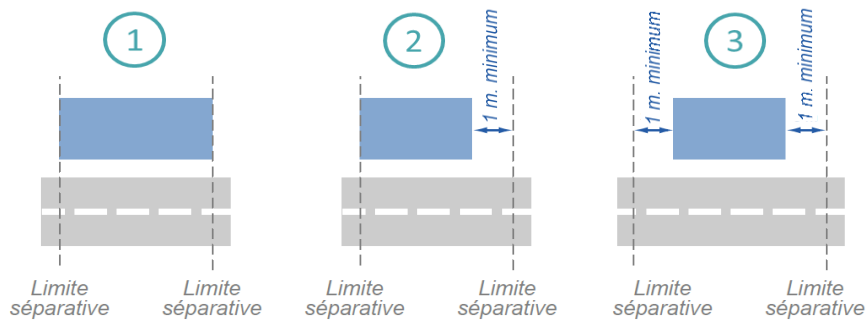 1
2
1 m. minimum
1 m. minimum
3
1 m. minimum
Limite
séparative
Limite
séparative
Limite
séparative
Limite
séparative
Limite
séparative
Limite
séparative